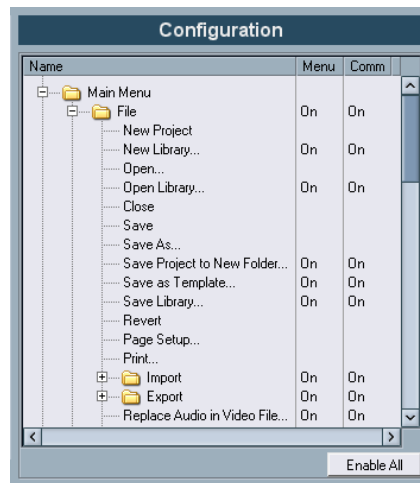 Configuration
Name Menu Comm
Main Menu
File On On
New Project
New Library... On On
Open...
Open Library... On On
Close
Save
Save As...
Save Project to New Folder... On On
Save as Template... On On
Save Library... On On
Revert
Page Setup...
Print...
Import On On
Export On On
Replace Audio in Video File... On On
Enable All